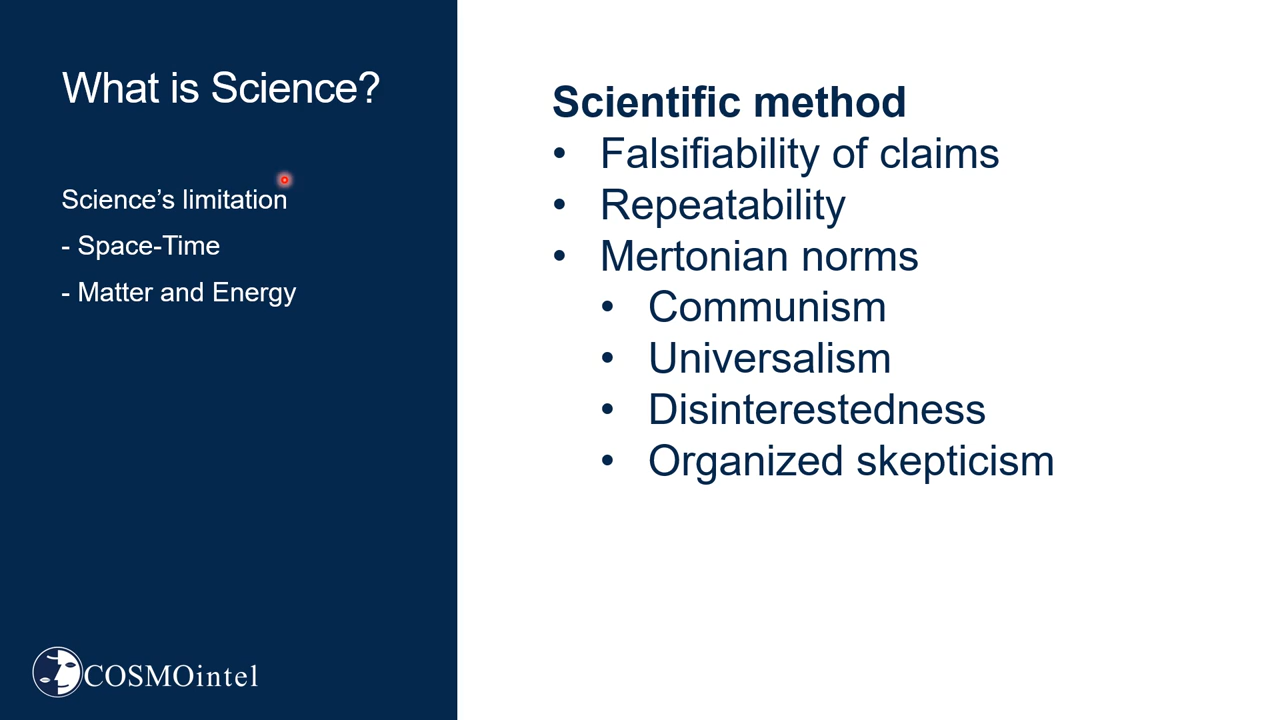 What is Science?
Science’s limitation
- Space-Time
- Matter and Energy
Scientific method
• Falsifiability of claims
• Repeatability
• Mertonian norms
• Communism
• Universalism
• Disinterestedness
• Organized skepticism
COSMOintel